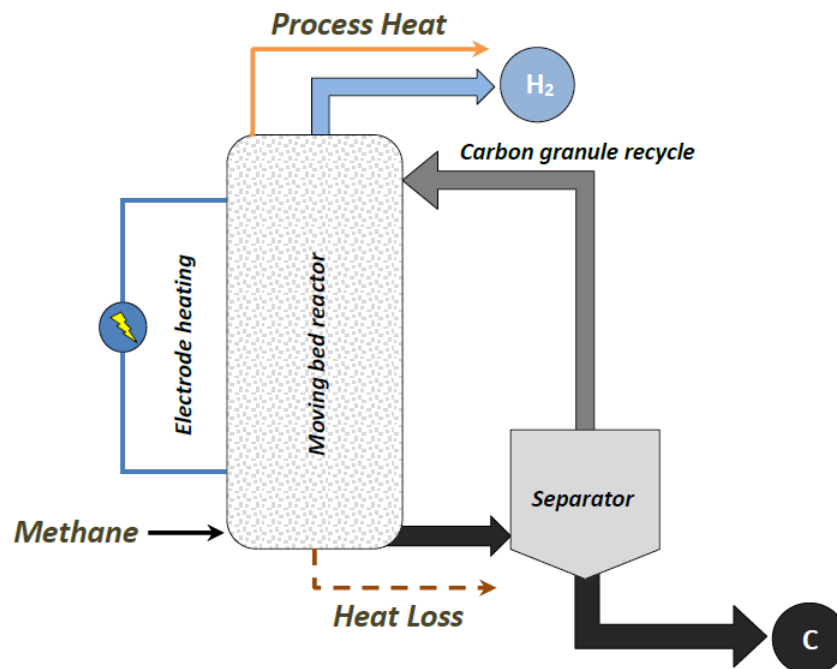 Process Heat
H₂
Carbon granule recycle
Electrode heating
Moving bed reactor
Separator
Methane
Heat Loss
C